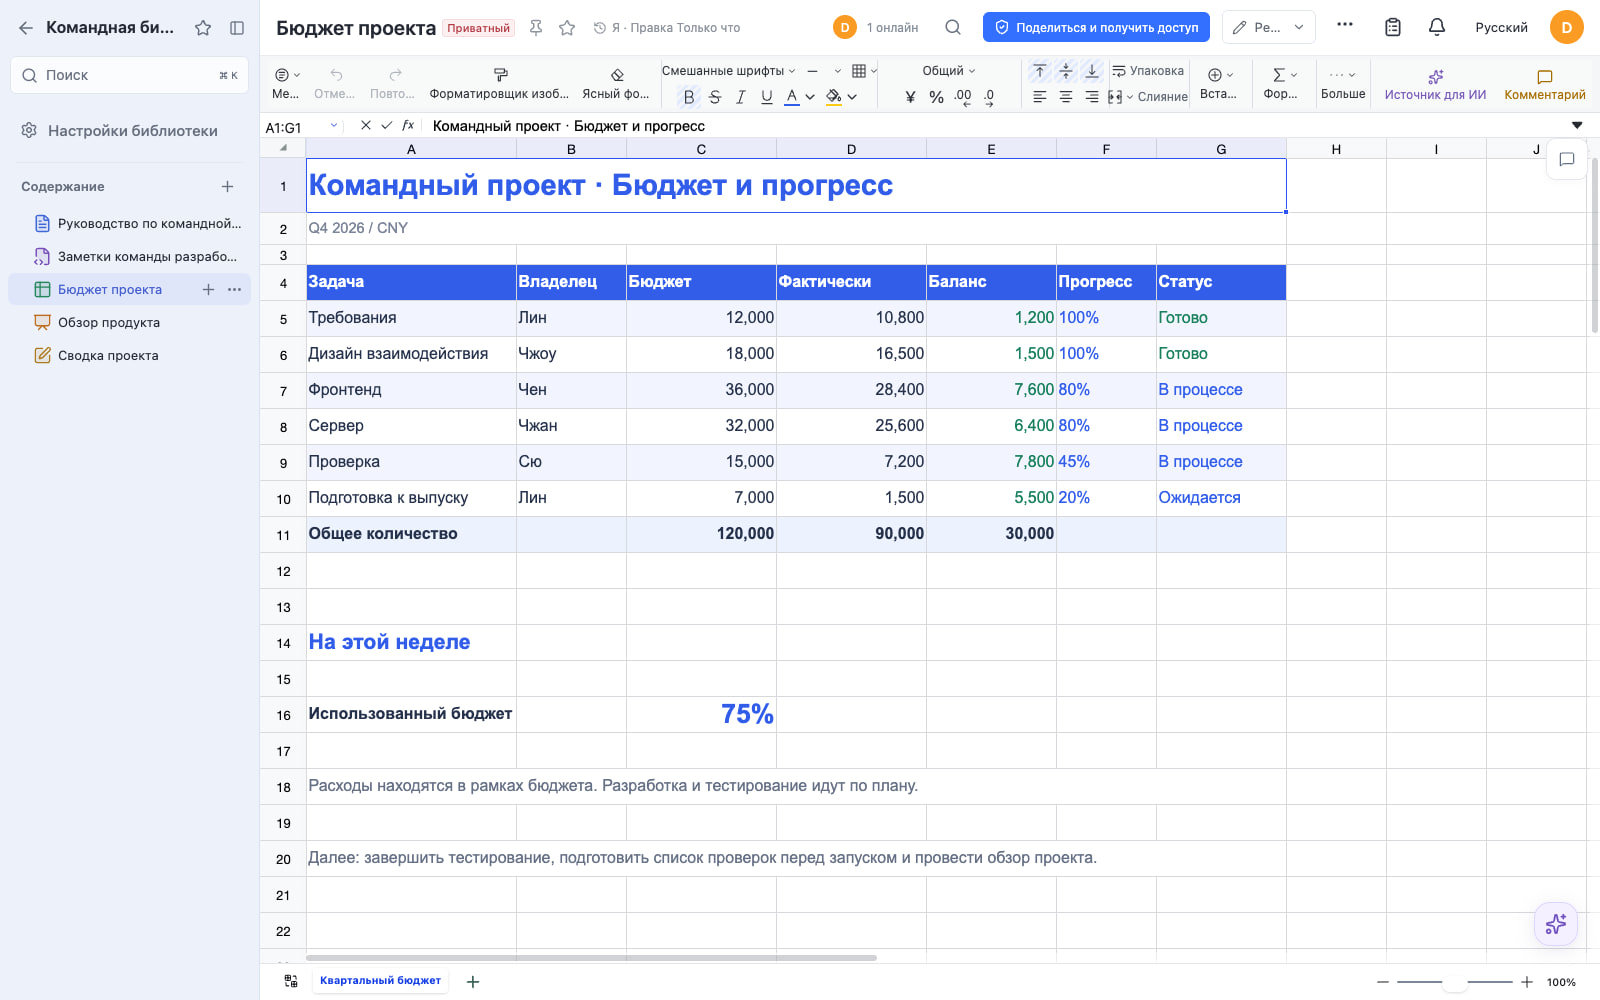 Командная би...
Поиск
⌘ K
Настройки библиотеки
Содержание
Руководство по командной...
Заметки команды разрабо...
Бюджет проекта
Обзор продукта
Сводка проекта
Бюджет проекта
Приватный
Я · Правка Только что
D
1 онлайн
Поделиться и получить доступ
Ре...
Русский
D
Ме...
Отме...
Повто...
Форматировщик изоб...
Ясный фо...
Смешанные шрифты
B S I U A
Общий
¥ % .00 .0
Упаковка
Слияние
Вста...
Фор...
Больше
Источник для ИИ
Комментарий
A1:G1
fx
Командный проект · Бюджет и прогресс
A B C D E F G H I J
1 Командный проект · Бюджет и прогресс
2 Q4 2026 / CNY
3
4 Задача Владелец Бюджет Фактически Баланс Прогресс Статус
5 Требования Лин 12,000 10,800 1,200 100% Готово
6 Дизайн взаимодействия Чжоу 18,000 16,500 1,500 100% Готово
7 Фронтенд Чен 36,000 28,400 7,600 80% В процессе
8 Сервер Чжан 32,000 25,600 6,400 80% В процессе
9 Проверка Сю 15,000 7,200 7,800 45% В процессе
10 Подготовка к выпуску Лин 7,000 1,500 5,500 20% Ожидается
11 Общее количество 120,000 90,000 30,000
12
13
14 На этой неделе
15
16 Использованный бюджет 75%
17
18 Расходы находятся в рамках бюджета. Разработка и тестирование идут по плану.
19
20 Далее: завершить тестирование, подготовить список проверок перед запуском и провести обзор проекта.
21
22
Квартальный бюджет
100%